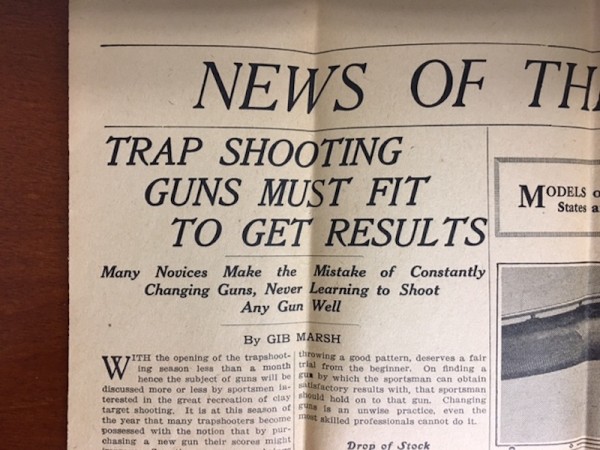 NEWS OF TH
TRAP SHOOTING
GUNS MUST FIT
TO GET RESULTS
Many Novices Make the Mistake of Constantly
Changing Guns, Never Learning to Shoot
Any Gun Well
By GIB MARSH
WITH the opening of the trapshoot-
ing season less than a month
hence the subject of guns will be
discussed more or less by sportsmen in-
terested in the great recreation of clay
target shooting. It is at this season of
the year that many trapshooters become
possessed with the notion that by pur-
chasing a new gun their scores might
throwing a good pattern, deserves a fair
trial from the beginner. On finding a
gun by which the sportsman can obtain
satisfactory results with, that sportsman
should hold on to that gun. Changing
guns is an unwise practice, even the
most skilled professionals cannot do it.
Drop of Stock
MODELS o
States a